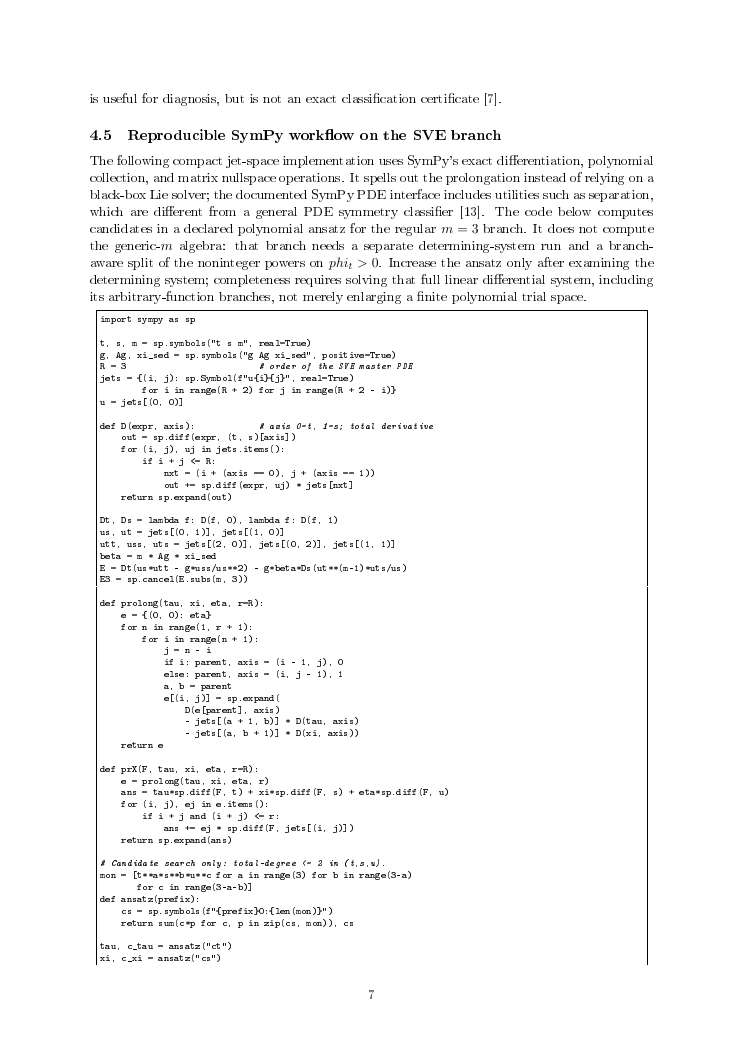 is useful for diagnosis, but is not an exact classification certificate [7].
4.5 Reproducible SymPy workflow on the SVE branch
The following compact jet-space implementation uses SymPy's exact differentiation, polynomial
collection, and matrix nullspace operations. It spells out the prolongation instead of relying on a
black-box Lie solver; the documented SymPy PDE interface includes utilities such as separation,
which are different from a general PDE symmetry classifier [13]. The code below computes
candidates in a declared polynomial ansatz for the regular m = 3 branch. It does not compute
the generic-m algebra: that branch needs a separate determining-system run and a branch-
aware split of the noninteger powers on phi_t > 0. Increase the ansatz only after examining the
determining system; completeness requires solving that full linear differential system, including
its arbitrary-function branches, not merely enlarging a finite polynomial trial space.
import sympy as sp
t, s, m = sp.symbols("t s m", real=True)
g, Ag, xi_sed = sp.symbols("g Ag xi_sed", positive=True)
R = 3 # order of the SVE master PDE
jets = {(i, j): sp.Symbol(f"u{i}{j}", real=True)
for i in range(R + 2) for j in range(R + 2 - i)}
u = jets[(0, 0)]
def D(expr, axis): # axis 0=t, 1=s; total derivative
out = sp.diff(expr, (t, s)[axis])
for (i, j), uj in jets.items():
if i + j <= R:
nxt = (i + (axis == 0), j + (axis == 1))
out += sp.diff(expr, uj) * jets[nxt]
return sp.expand(out)
Dt, Ds = lambda f: D(f, 0), lambda f: D(f, 1)
us, ut = jets[(0, 1)], jets[(1, 0)]
utt, uss, uts = jets[(2, 0)], jets[(0, 2)], jets[(1, 1)]
beta = m * Ag * xi_sed
E = Dt(us*utt - g*uss/us**2) - g*beta*Ds(ut**(m-1)*uts/us)
E3 = sp.cancel(E.subs(m, 3))
def prolong(tau, xi, eta, r=R):
e = {(0, 0): eta}
for n in range(1, r + 1):
for i in range(n + 1):
j = n - i
if i: parent, axis = (i - 1, j), 0
else: parent, axis = (i, j - 1), 1
a, b = parent
e[(i, j)] = sp.expand(
D(e[parent], axis)
- jets[(a + 1, b)] * D(tau, axis)
- jets[(a, b + 1)] * D(xi, axis))
return e
def prX(F, tau, xi, eta, r=R):
e = prolong(tau, xi, eta, r)
ans = tau*sp.diff(F, t) + xi*sp.diff(F, s) + eta*sp.diff(F, u)
for (i, j), ej in e.items():
if i + j and (i + j) <= r:
ans += ej * sp.diff(F, jets[(i, j)])
return sp.expand(ans)
# Candidate search only: total-degree <= 2 in (t,s,u).
mon = [t**a*s**b*u**c for a in range(3) for b in range(3-a)
for c in range(3-a-b)]
def ansatz(prefix):
cs = sp.symbols(f"{prefix}0:{len(mon)}")
return sum(c*p for c, p in zip(cs, mon)), cs
tau, c_tau = ansatz("ct")
xi, c_xi = ansatz("cs")
7